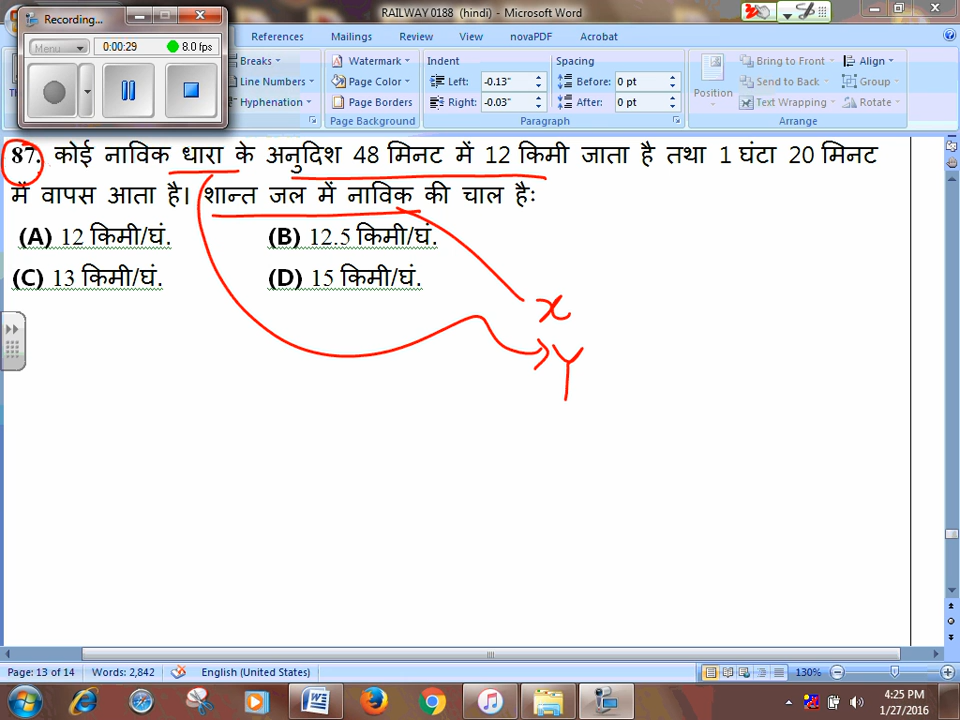 Recording...
RAILWAY 0188 (hindi) - Microsoft Word
Menu 0:00:29 8.0 fps
References Mailings Review View novaPDF Acrobat
Breaks Watermark Indent Spacing Bring to Front Align
Line Numbers Page Color Left: -0.13" Before: 0 pt Position Send to Back Group
Hyphenation Page Borders Right: -0.03" After: 0 pt Text Wrapping Rotate
Page Background Paragraph Arrange
87. कोई नाविक धारा के अनुदिश 48 मिनट में 12 किमी जाता है तथा 1 घंटा 20 मिनट
में वापस आता है। शान्त जल में नाविक की चाल हैः
(A) 12 किमी/घं. (B) 12.5 किमी/घं.
(C) 13 किमी/घं. (D) 15 किमी/घं.
x
y
Page: 13 of 14 Words: 2,842 English (United States) 130%
4:25 PM
1/27/2016